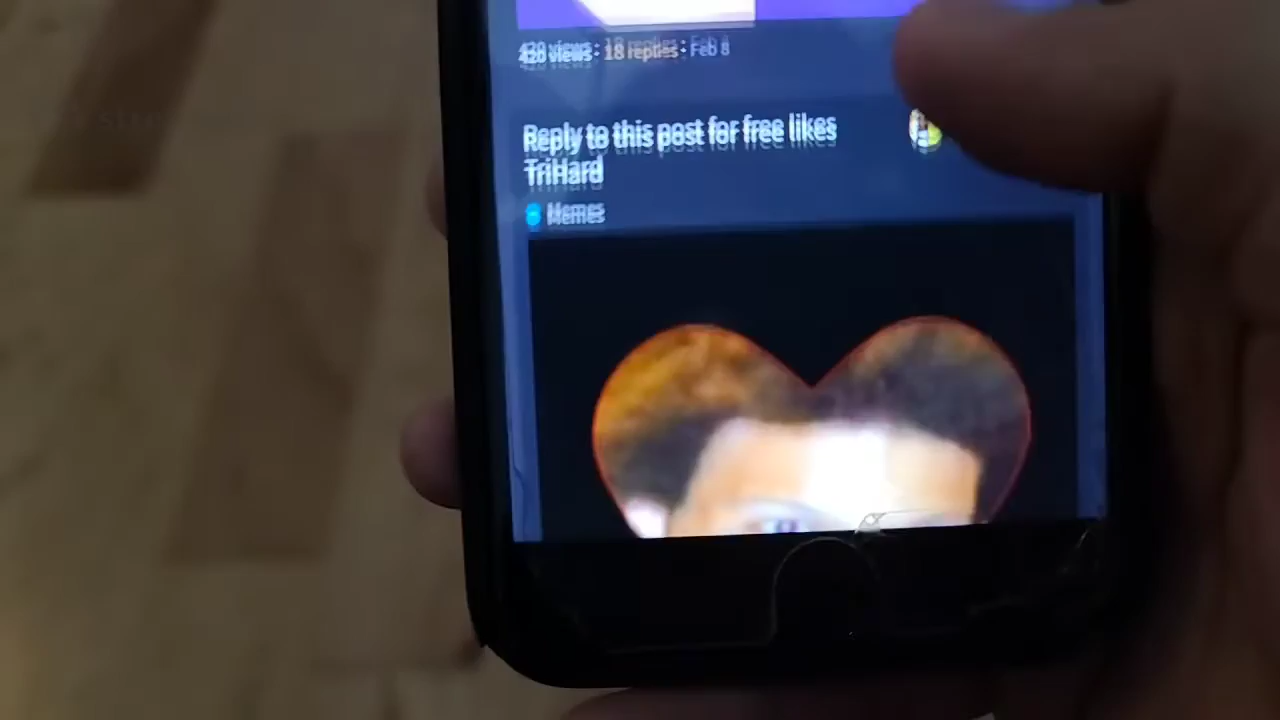 420 views · 18 replies · Feb 8
Reply to this post for free likes
TriHard
Memes